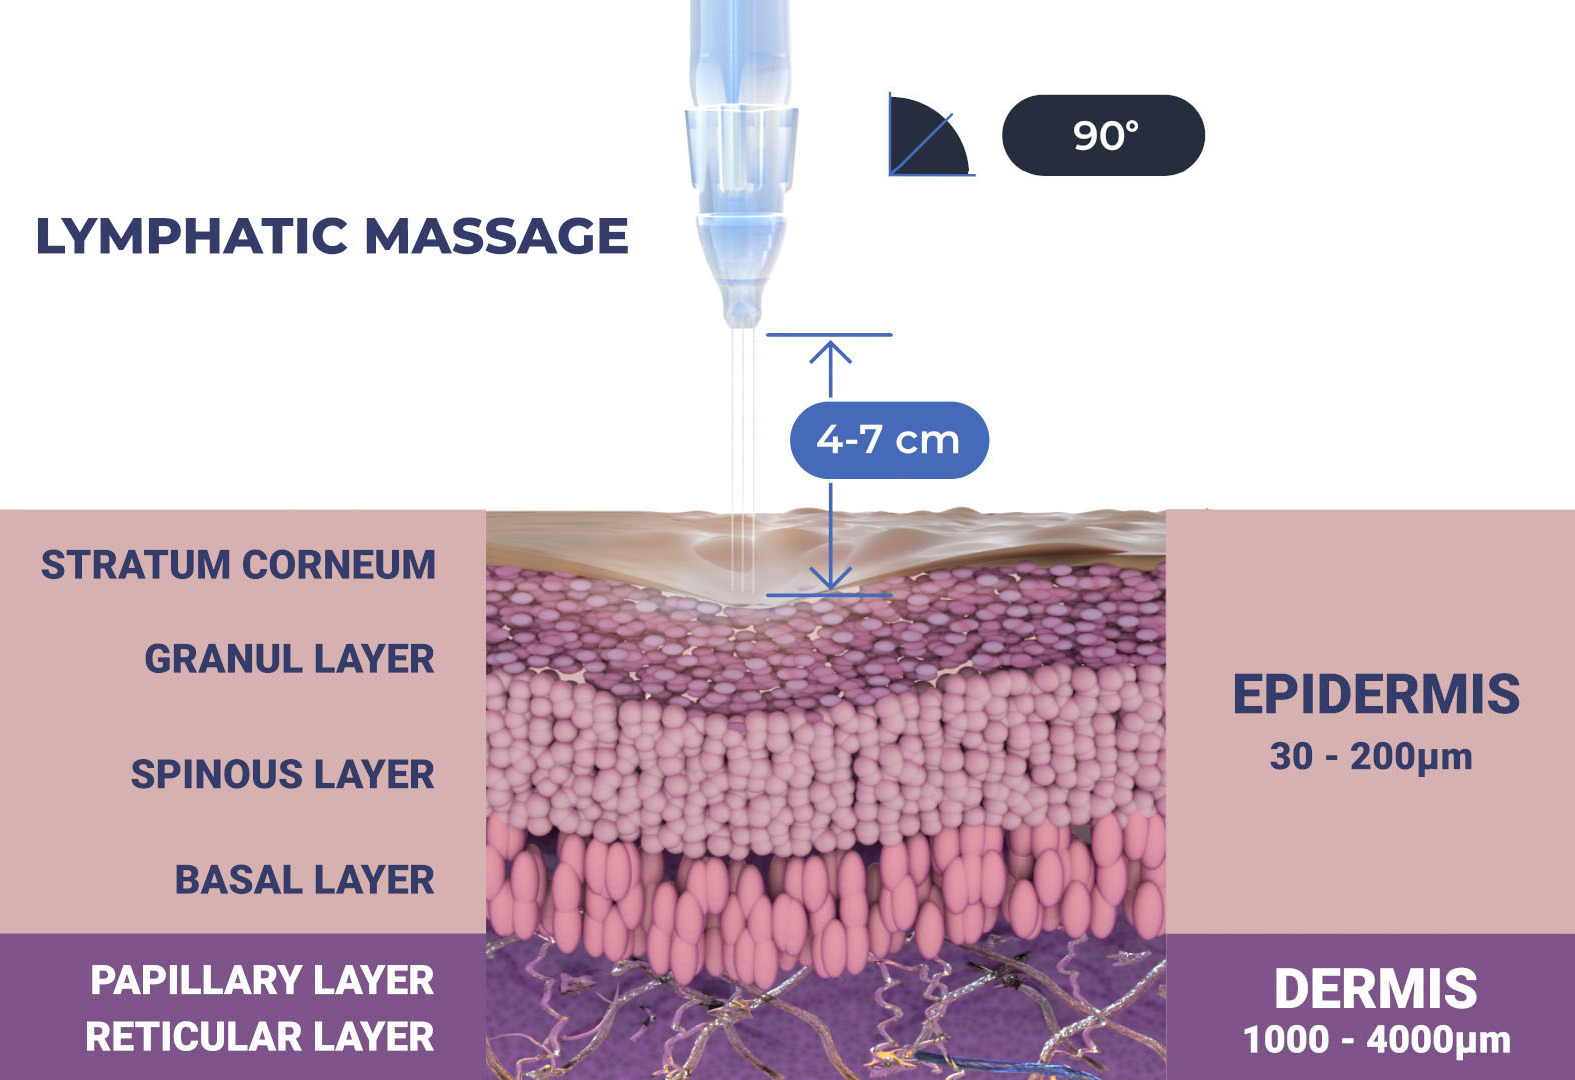 90°
LYMPHATIC MASSAGE
4-7 cm
STRATUM CORNEUM
GRANUL LAYER
SPINOUS LAYER
BASAL LAYER
PAPILLARY LAYER
RETICULAR LAYER
EPIDERMIS
30 - 200µm
DERMIS
1000 - 4000µm